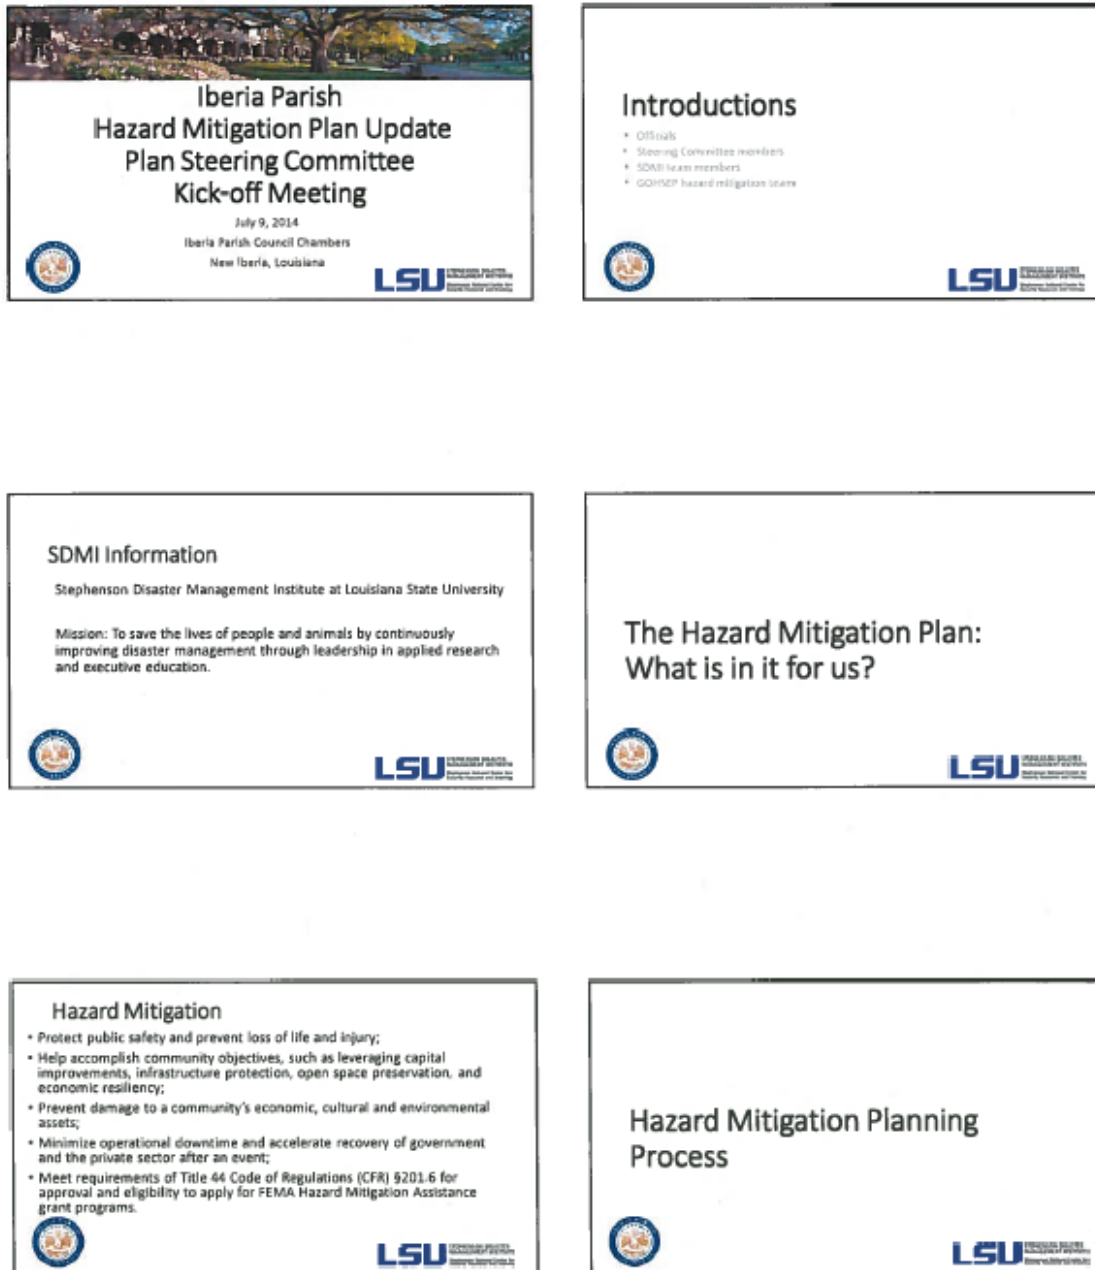 Iberia Parish
Hazard Mitigation Plan Update
Plan Steering Committee
Kick-off Meeting
July 9, 2014
Iberia Parish Council Chambers
New Iberia, Louisiana
LSU
Introductions
• Officials
• Steering Committee members
• SDMI team members
• GOHSEP hazard mitigation team
LSU
SDMI Information
Stephenson Disaster Management Institute at Louisiana State University
Mission: To save the lives of people and animals by continuously
improving disaster management through leadership in applied research
and executive education.
LSU
The Hazard Mitigation Plan:
What is in it for us?
LSU
Hazard Mitigation
• Protect public safety and prevent loss of life and injury;
• Help accomplish community objectives, such as leveraging capital
improvements, infrastructure protection, open space preservation, and
economic resiliency;
• Prevent damage to a community's economic, cultural and environmental
assets;
• Minimize operational downtime and accelerate recovery of government
and the private sector after an event;
• Meet requirements of Title 44 Code of Regulations (CFR) §201.6 for
approval and eligibility to apply for FEMA Hazard Mitigation Assistance
grant programs.
LSU
Hazard Mitigation Planning
Process
LSU